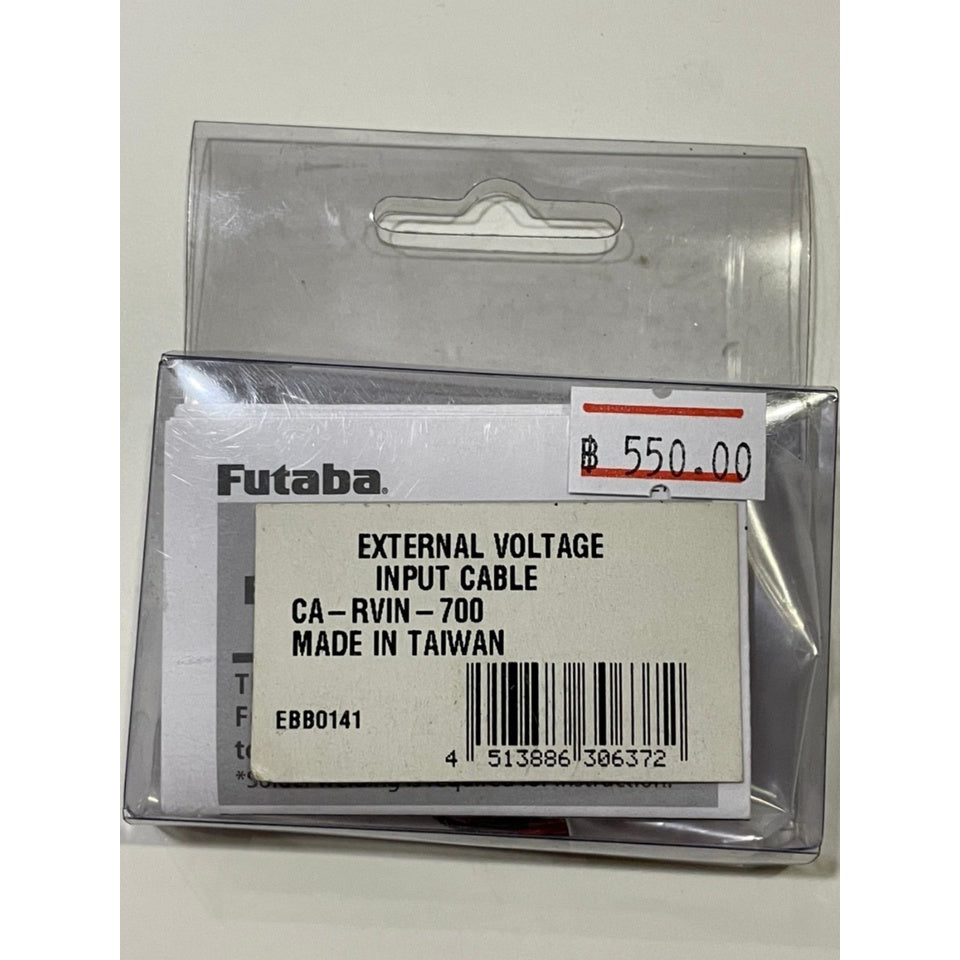 ฿ 550.00
Futaba®
EXTERNAL VOLTAGE
INPUT CABLE
CA-RVIN-700
MADE IN TAIWAN
EBB0141
4 513886 306372